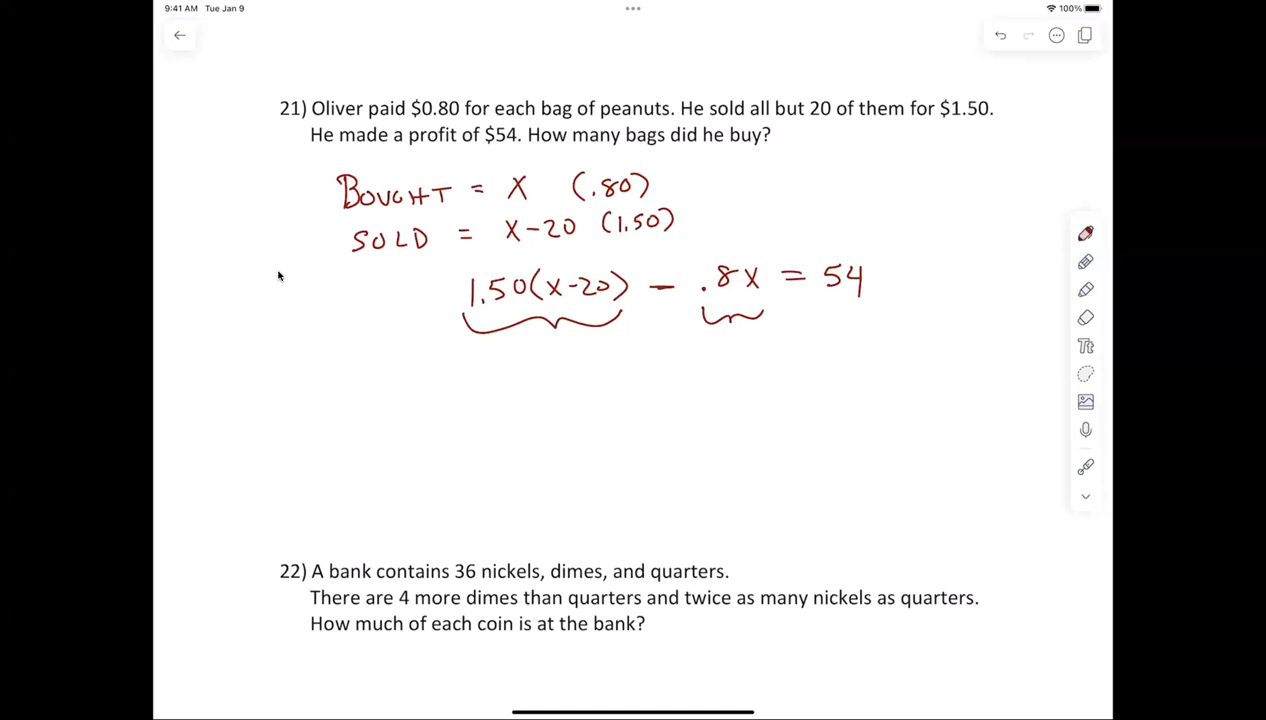 9:41 AM Tue Jan 9
100%
21) Oliver paid $0.80 for each bag of peanuts. He sold all but 20 of them for $1.50.
He made a profit of $54. How many bags did he buy?
BOUGHT = X (.80)
SOLD = X-20 (1.50)
1.50(X-20) - .8X = 54
Tt
22) A bank contains 36 nickels, dimes, and quarters.
There are 4 more dimes than quarters and twice as many nickels as quarters.
How much of each coin is at the bank?